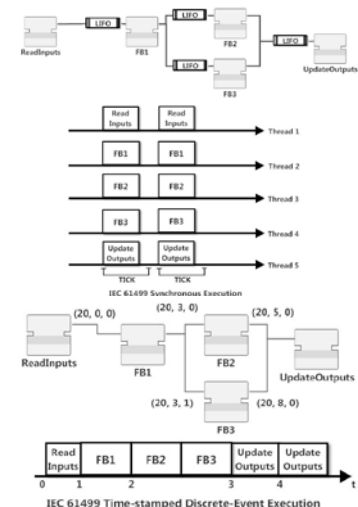 LIFO
LIFO
LIFO
LIFO
ReadInputs
FB1
FB2
UpdateOutputs
FB3
Read
Inputs
Read
Inputs
Thread 1
FB1
FB1
Thread 2
FB2
FB2
Thread 3
FB3
FB3
Thread 4
Update
Outputs
Update
Outputs
Thread 5
TICK
TICK
IEC 61499 Synchronous Execution
(20, 0, 0)
(20, 3, 0)
(20, 5, 0)
ReadInputs
FB1
FB2
UpdateOutputs
(20, 3, 1)
(20, 8, 0)
FB3
Read
Inputs
FB1
FB2
FB3
Update
Outputs
Update
Outputs
0
1
2
3
4
t
IEC 61499 Time-stamped Discrete-Event Execution